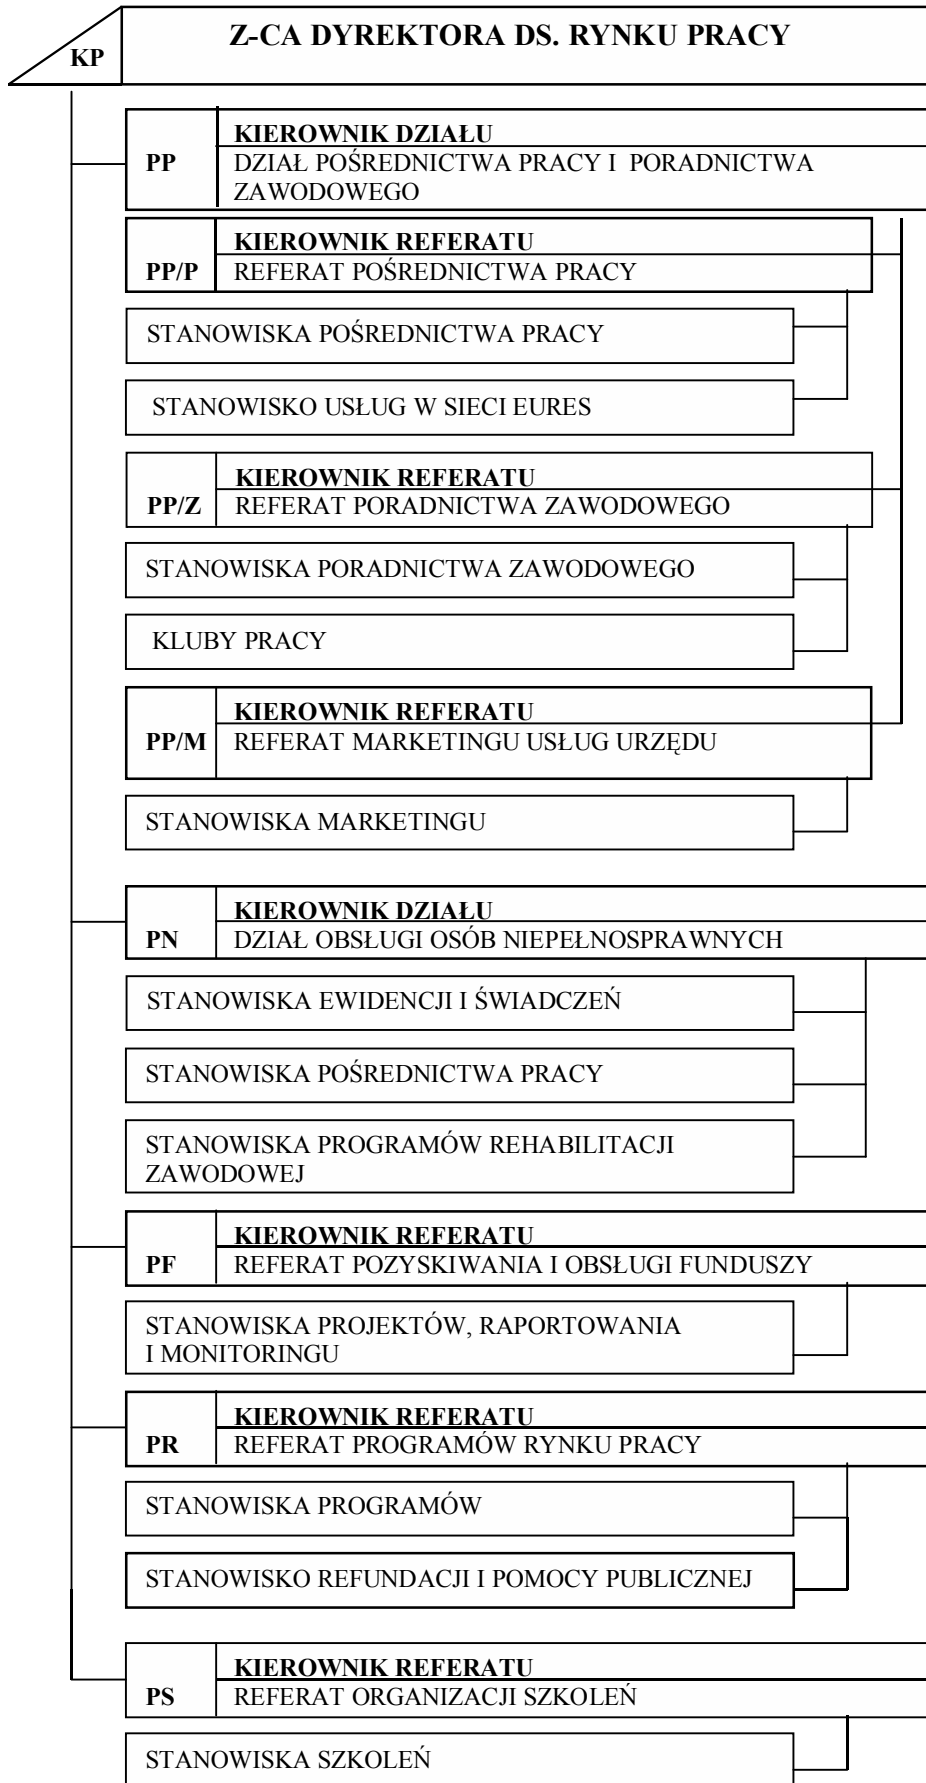 KP
Z-CA DYREKTORA DS. RYNKU PRACY
KIEROWNIK DZIAŁU
PP
DZIAŁ POŚREDNICTWA PRACY I PORADNICTWA
ZAWODOWEGO
KIEROWNIK REFERATU
PP/P
REFERAT POŚREDNICTWA PRACY
STANOWISKA POŚREDNICTWA PRACY
STANOWISKO USŁUG W SIECI EURES
KIEROWNIK REFERATU
PP/Z
REFERAT PORADNICTWA ZAWODOWEGO
STANOWISKA PORADNICTWA ZAWODOWEGO
KLUBY PRACY
KIEROWNIK REFERATU
PP/M
REFERAT MARKETINGU USŁUG URZĘDU
STANOWISKA MARKETINGU
KIEROWNIK DZIAŁU
PN
DZIAŁ OBSŁUGI OSÓB NIEPEŁNOSPRAWNYCH
STANOWISKA EWIDENCJI I ŚWIADCZEŃ
STANOWISKA POŚREDNICTWA PRACY
STANOWISKA PROGRAMÓW REHABILITACJI
ZAWODOWEJ
KIEROWNIK REFERATU
PF
REFERAT POZYSKIWANIA I OBSŁUGI FUNDUSZY
STANOWISKA PROJEKTÓW, RAPORTOWANIA
I MONITORINGU
KIEROWNIK REFERATU
PR
REFERAT PROGRAMÓW RYNKU PRACY
STANOWISKA PROGRAMÓW
STANOWISKO REFUNDACJI I POMOCY PUBLICZNEJ
KIEROWNIK REFERATU
PS
REFERAT ORGANIZACJI SZKOLEŃ
STANOWISKA SZKOLEŃ